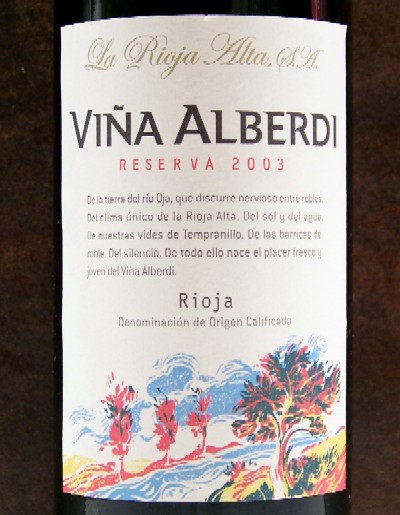 La Rioja Alta, S.A.
VIÑA ALBERDI
RESERVA 2003
De la tierra del río Oja, que discurre nervioso entre robles.
Del clima único de la Rioja Alta. Del sol y del agua.
De nuestras vides de Tempranillo. De las barricas de
roble. Del silencio. De todo ello nace el placer fresco y
joven del Viña Alberdi.
Rioja
Denominación de Origen Calificada